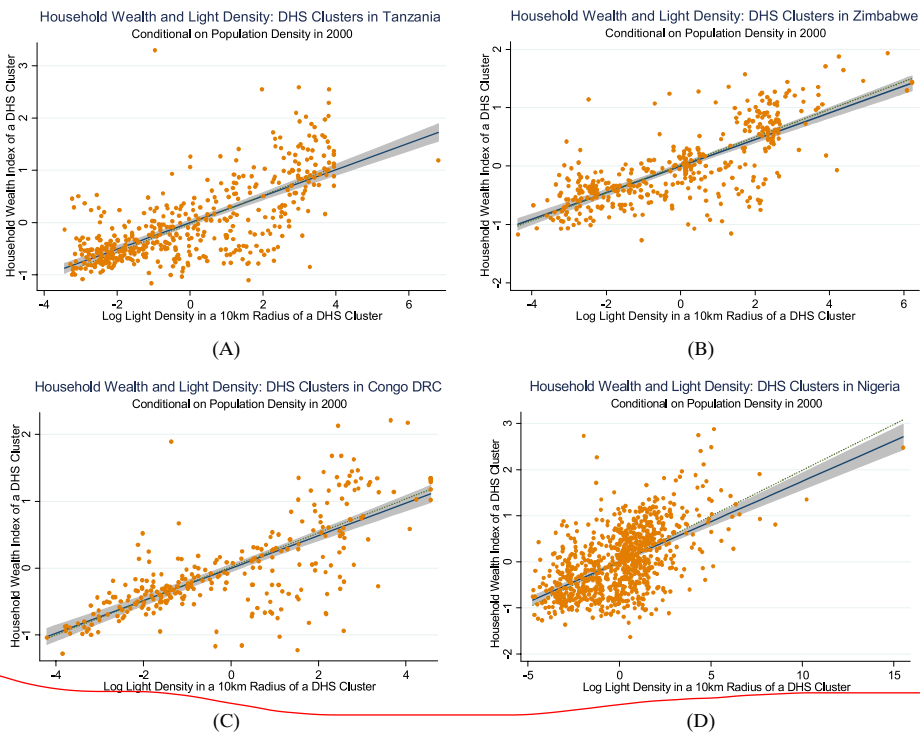 Household Wealth and Light Density: DHS Clusters in Tanzania
Conditional on Population Density in 2000
Household Wealth Index of a DHS Cluster
3
2
1
0
-1
-4
-2
0
2
4
6
Log Light Density in a 10km Radius of a DHS Cluster
(A)
Household Wealth and Light Density: DHS Clusters in Zimbabwe
Conditional on Population Density in 2000
Household Wealth Index of a DHS Cluster
2
1
0
-1
-2
-4
-2
0
2
4
6
Log Light Density in a 10km Radius of a DHS Cluster
(B)
Household Wealth and Light Density: DHS Clusters in Congo DRC
Conditional on Population Density in 2000
Household Wealth Index of a DHS Cluster
2
1
0
-1
-4
-2
0
2
4
Log Light Density in a 10km Radius of a DHS Cluster
(C)
Household Wealth and Light Density: DHS Clusters in Nigeria
Conditional on Population Density in 2000
Household Wealth Index of a DHS Cluster
3
2
1
0
-1
-2
-5
0
5
10
15
Log Light Density in a 10km Radius of a DHS Cluster
(D)